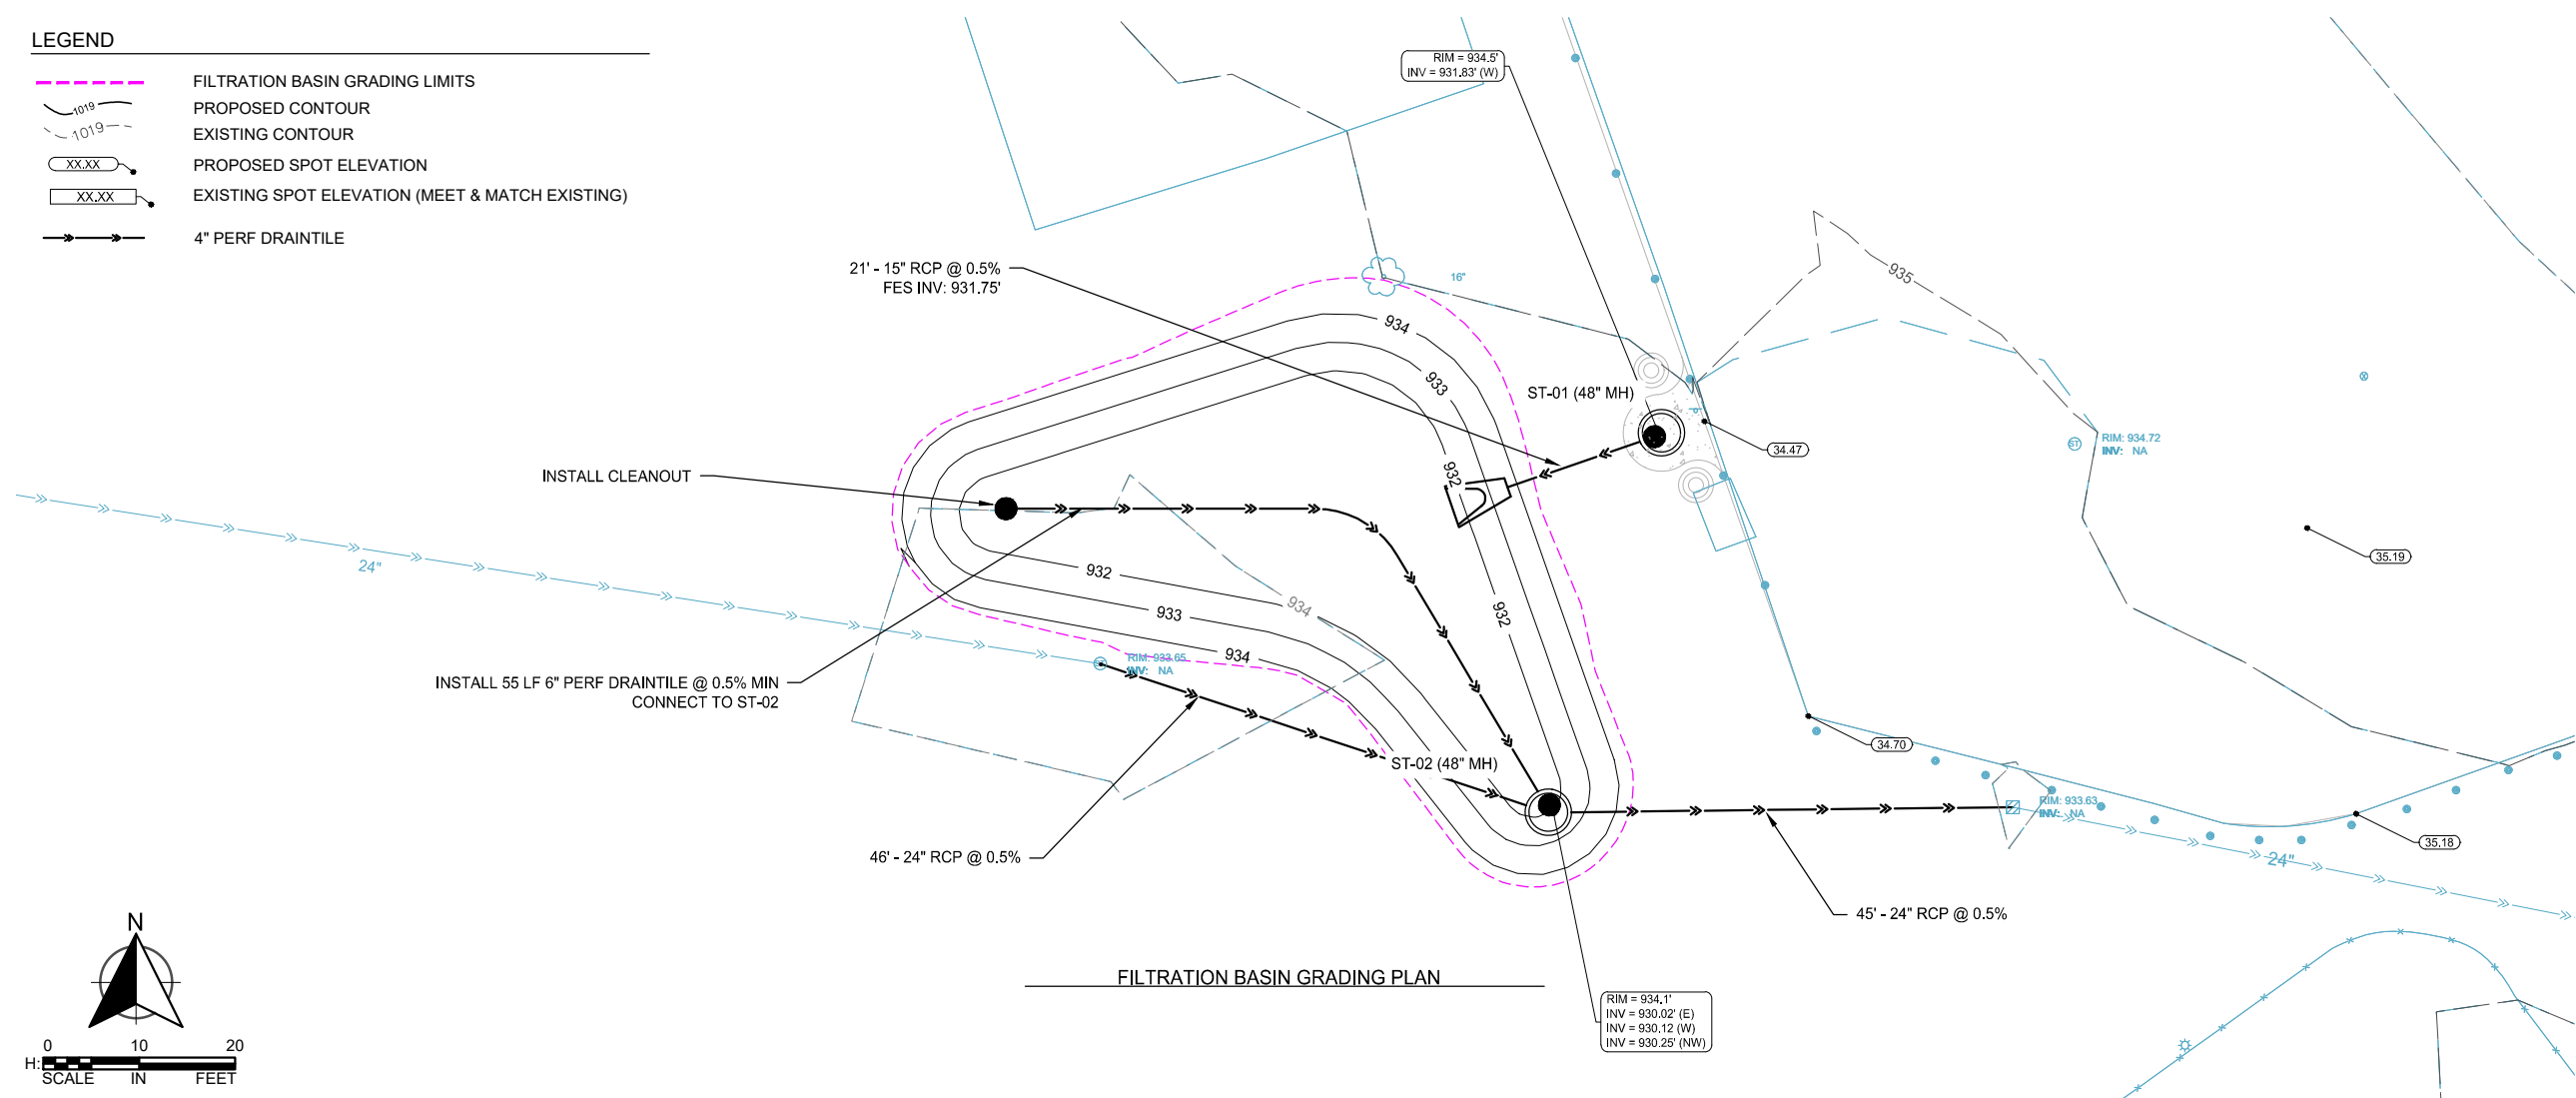 LEGEND
FILTRATION BASIN GRADING LIMITS
1019
PROPOSED CONTOUR
1019
EXISTING CONTOUR
XX.XX
PROPOSED SPOT ELEVATION
XX.XX
EXISTING SPOT ELEVATION (MEET & MATCH EXISTING)
4" PERF DRAINTILE
RIM = 934.5'
INV = 931.83' (W)
21' - 15" RCP @ 0.5%
FES INV: 931.75'
16"
935
934
933
ST-01 (48" MH)
34.47
ST
RIM: 934.72
INV: NA
932
INSTALL CLEANOUT
35.19
24"
932
934
932
933
934
RIM: 933.65
INV: NA
INSTALL 55 LF 6" PERF DRAINTILE @ 0.5% MIN
CONNECT TO ST-02
34.70
ST-02 (48" MH)
RIM: 933.63
INV: NA
35.18
24"
46' - 24" RCP @ 0.5%
45' - 24" RCP @ 0.5%
FILTRATION BASIN GRADING PLAN
RIM = 934.1'
INV = 930.02' (E)
INV = 930.12 (W)
INV = 930.25' (NW)
N
0 10 20
H:
SCALE IN FEET